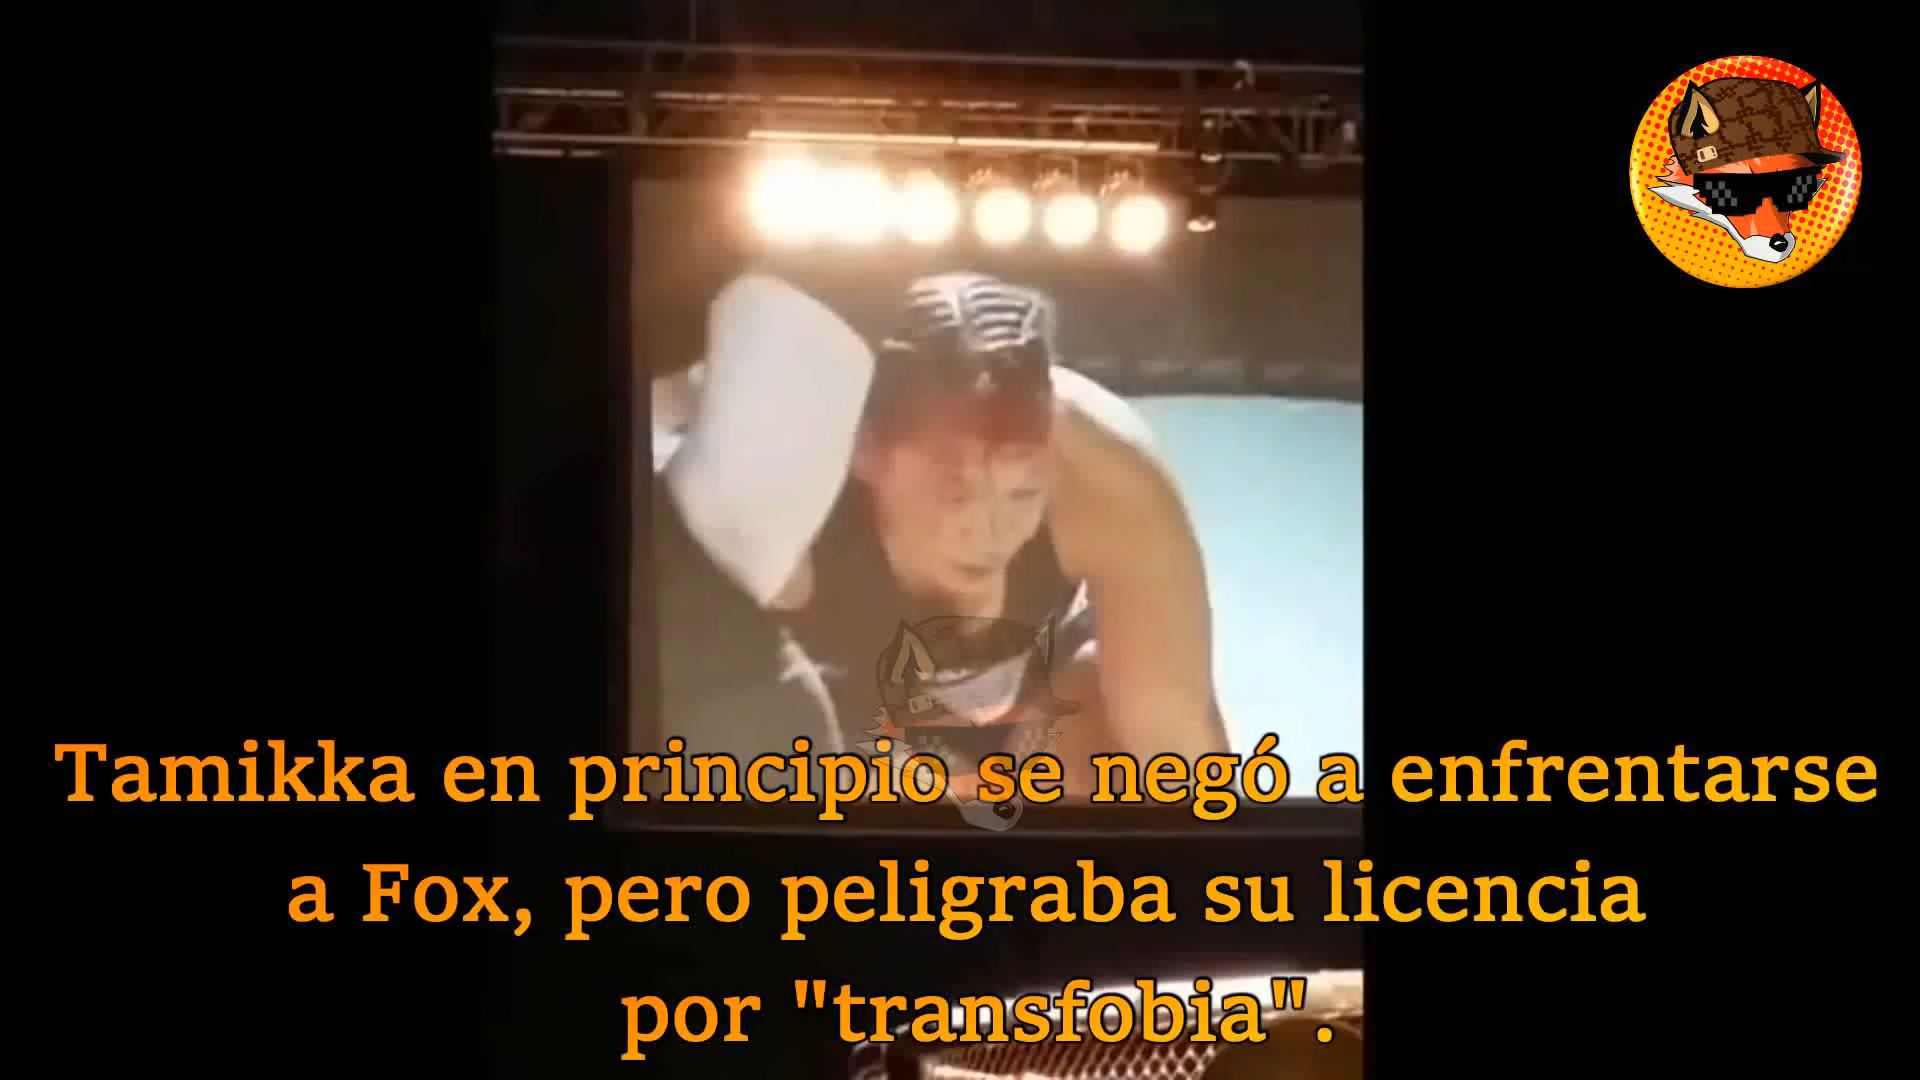 Tamikka en principio se negó a enfrentarse
a Fox, pero peligraba su licencia
por "transfobia".